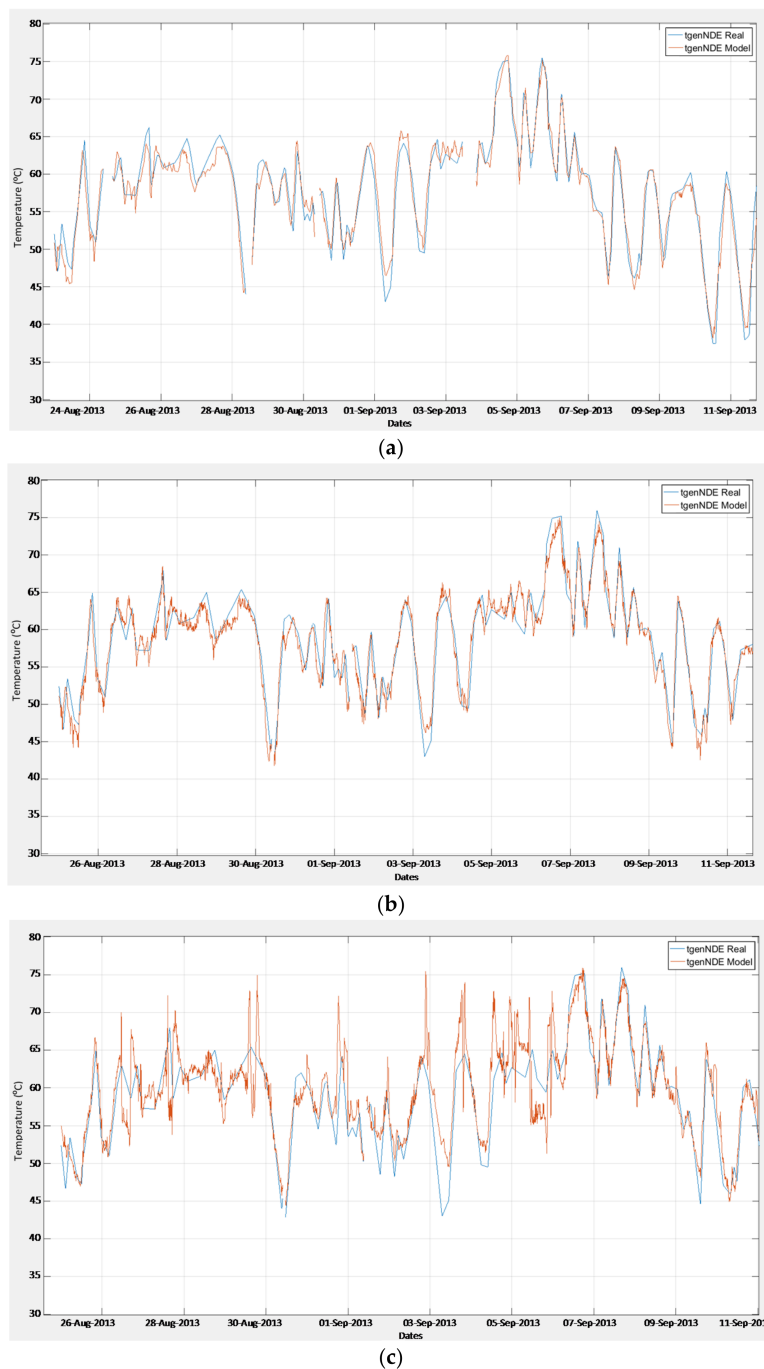 80
75
70
65
60
55
50
45
40
35
30
Temperature (°C)
tgenNDE Real
tgenNDE Model
24-Aug-2013 26-Aug-2013 28-Aug-2013 30-Aug-2013 01-Sep-2013 03-Sep-2013 05-Sep-2013 07-Sep-2013 09-Sep-2013 11-Sep-2013
Dates
(a)
80
75
70
65
60
55
50
45
40
35
30
Temperature (°C)
tgenNDE Real
tgenNDE Model
26-Aug-2013 28-Aug-2013 30-Aug-2013 01-Sep-2013 03-Sep-2013 05-Sep-2013 07-Sep-2013 09-Sep-2013 11-Sep-2013
Dates
(b)
80
75
70
65
60
55
50
45
40
35
30
Temperature (°C)
tgenNDE Real
tgenNDE Model
26-Aug-2013 28-Aug-2013 30-Aug-2013 01-Sep-2013 03-Sep-2013 05-Sep-2013 07-Sep-2013 09-Sep-2013 11-Sep-201
Dates
(c)